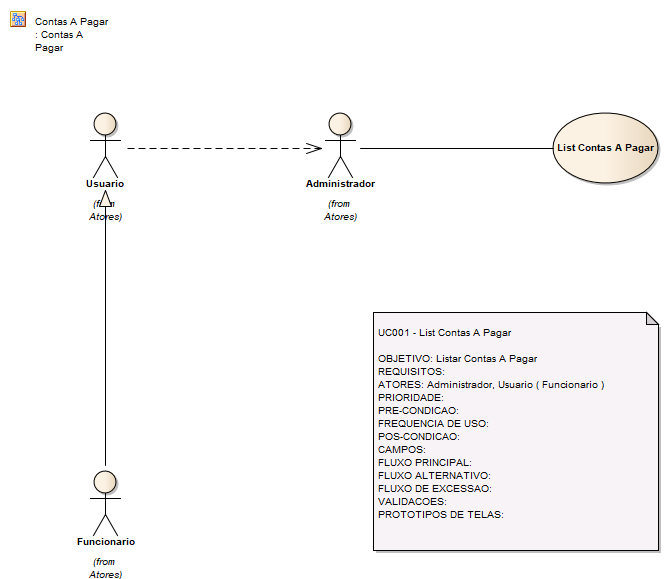 Contas A Pagar
: Contas A
Pagar
Usuario
(from
Atores)
Administrador
(from
Atores)
List Contas A Pagar
UC001 - List Contas A Pagar
OBJETIVO: Listar Contas A Pagar
REQUISITOS:
ATORES: Administrador, Usuario ( Funcionario )
PRIORIDADE:
PRE-CONDICAO:
FREQUENCIA DE USO:
POS-CONDICAO:
CAMPOS:
FLUXO PRINCIPAL:
FLUXO ALTERNATIVO:
FLUXO DE EXCESSAO:
VALIDACOES:
PROTOTIPOS DE TELAS:
Funcionario
(from
Atores)